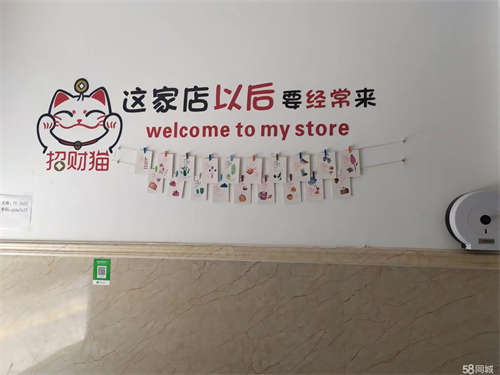 这家店以后要经常来
welcome to my store
招财猫
58同城